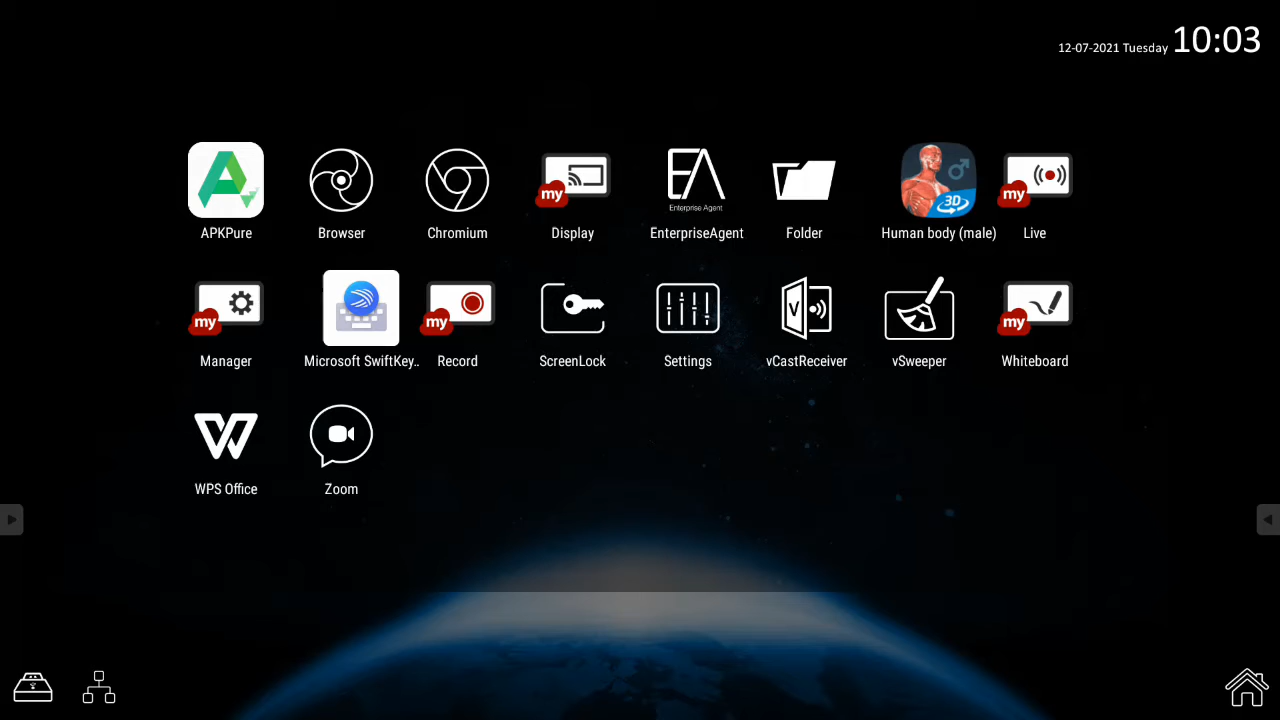 12-07-2021 Tuesday 10:03
APKPure
Browser
Chromium
my
Display
EA
Enterprise Agent
EnterpriseAgent
Folder
3D
Human body (male)
my
Live
my
Manager
Microsoft SwiftKey..
my
Record
ScreenLock
Settings
V
vCastReceiver
vSweeper
my
Whiteboard
W
WPS Office
Zoom